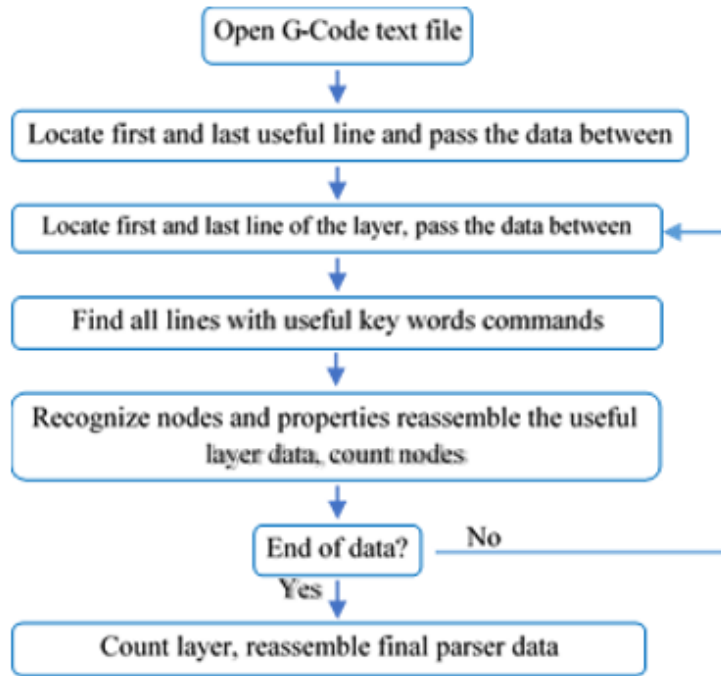 Open G-Code text file
Locate first and last useful line and pass the data between
Locate first and last line of the layer, pass the data between
Find all lines with useful key words commands
Recognize nodes and properties reassemble the useful
layer data, count nodes
End of data?
No
Yes
Count layer, reassemble final parser data